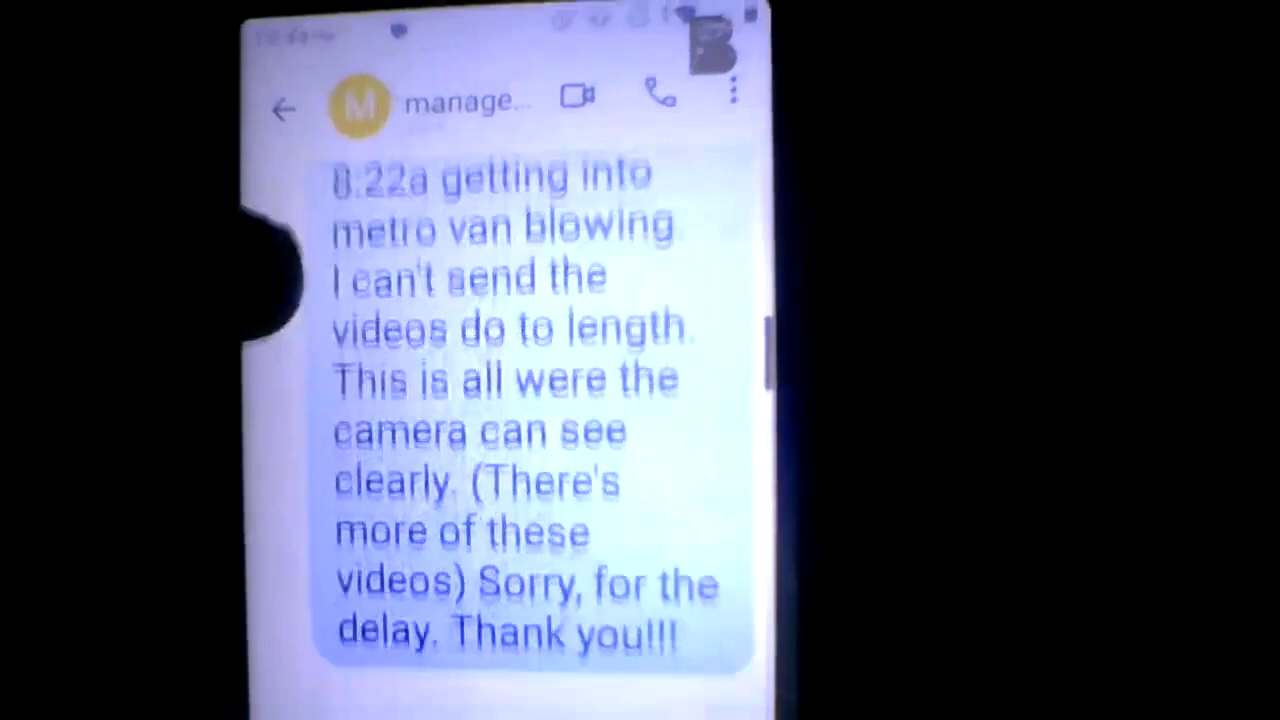 B
M manage...
8:22a getting into
metro van blowing.
I can't send the
videos do to length.
This is all were the
camera can see
clearly. (There's
more of these
videos) Sorry, for the
delay. Thank you!!!